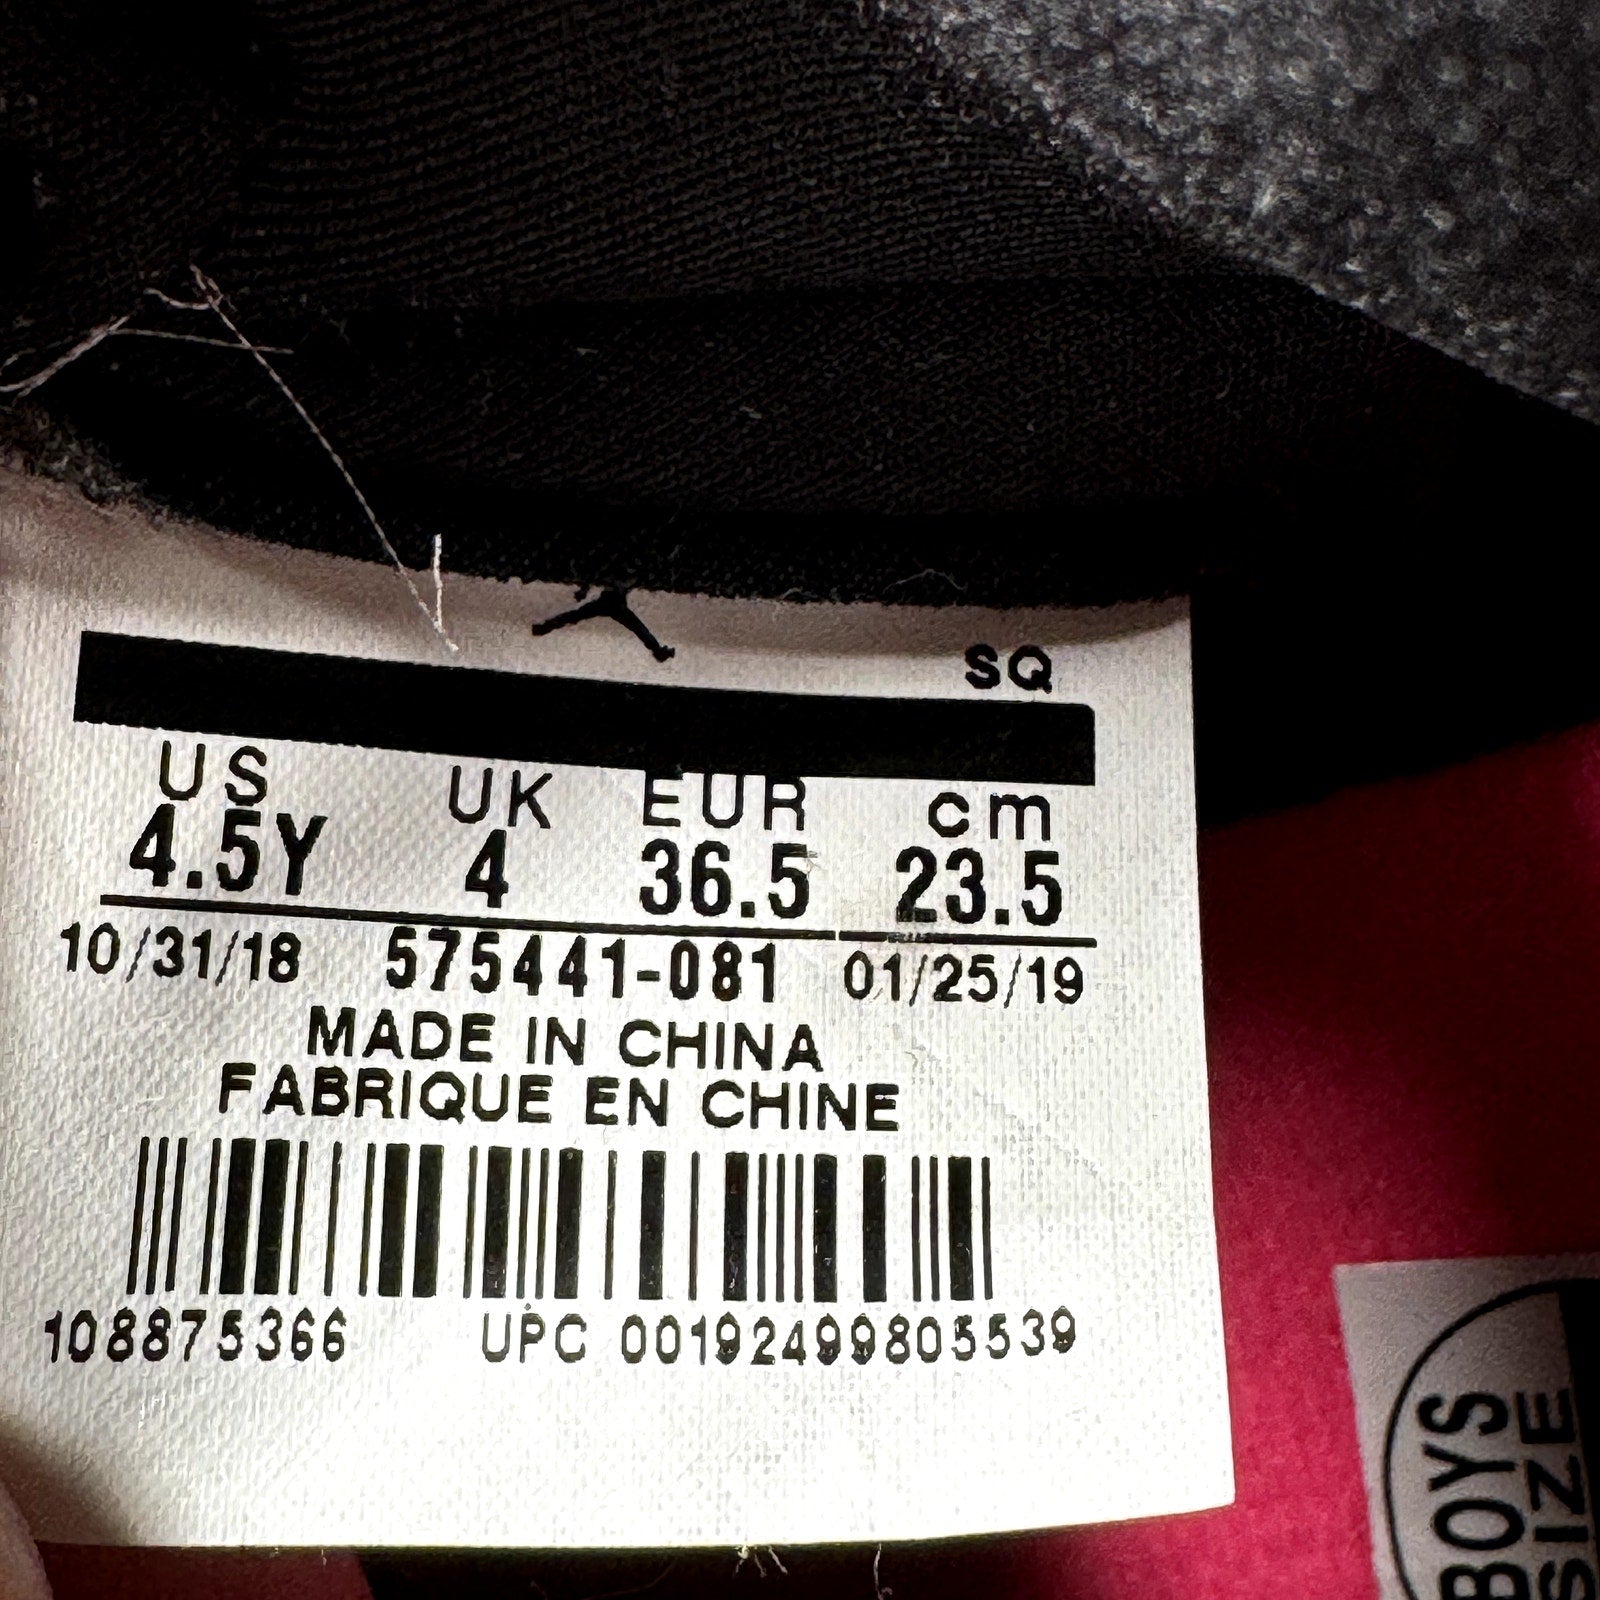 SQ
US UK EUR cm
4.5Y 4 36.5 23.5
10/31/18 575441-081 01/25/19
MADE IN CHINA
FABRIQUE EN CHINE
108875366 UPC 00192499805539
BOYS
SIZE